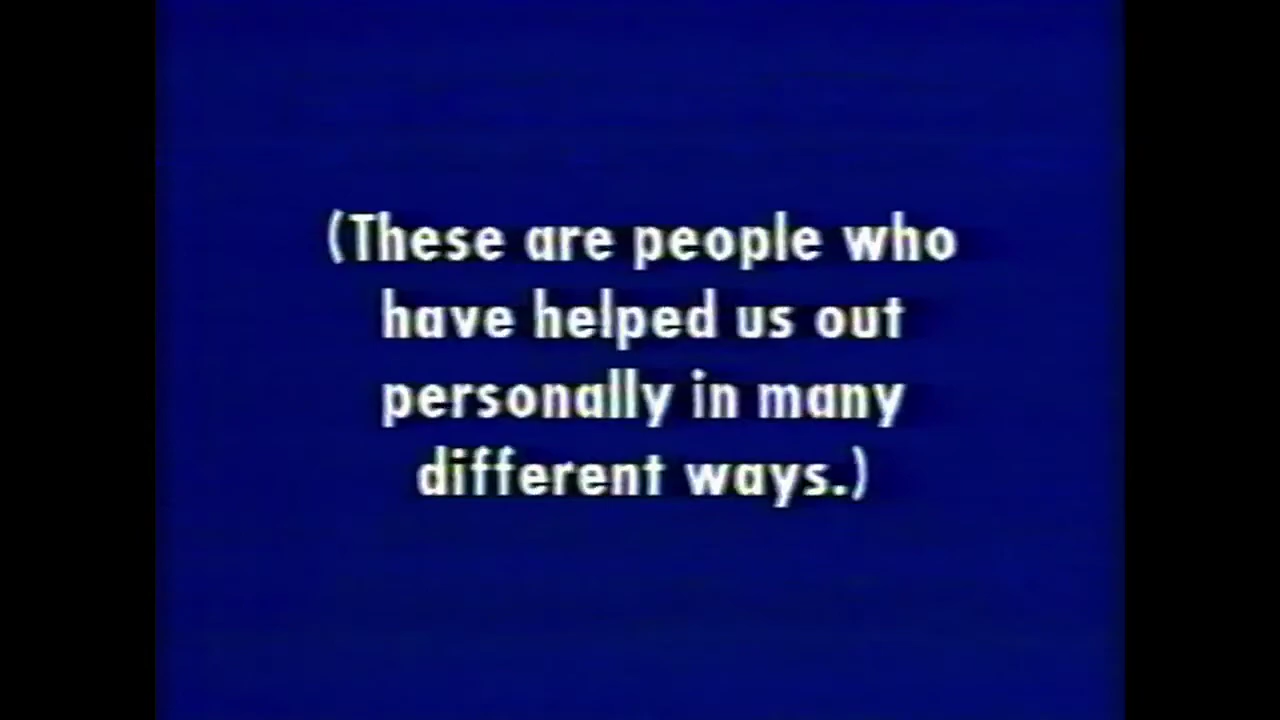 (These are people who
have helped us out
personally in many
different ways.)